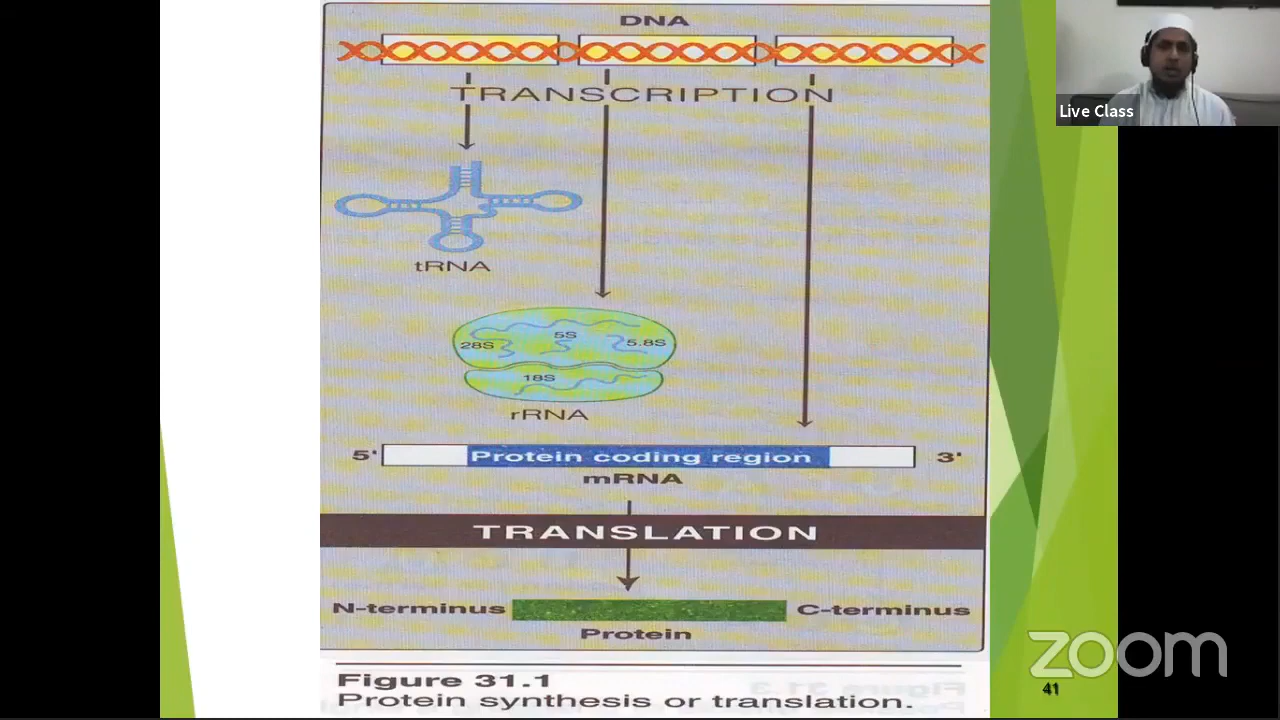 DNA
Live Class
TRANSCRIPTION
tRNA
28S 5S 5.8S
18S
rRNA
5' Protein coding region 3'
mRNA
TRANSLATION
N-terminus C-terminus
Protein
zoom
Figure 31.1
41
Protein synthesis or translation.